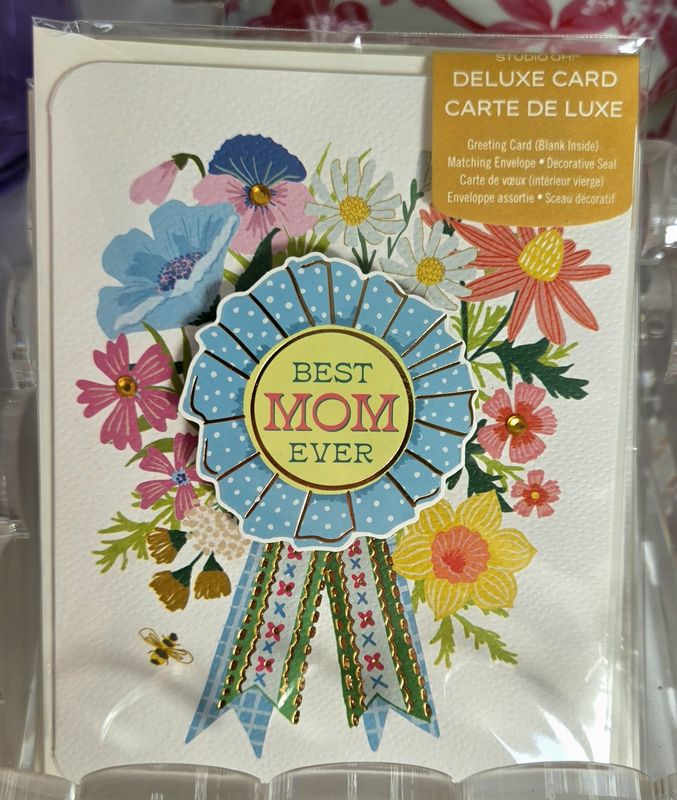 STUDIO OH!™
DELUXE CARD
CARTE DE LUXE
Greeting Card (Blank Inside)
Matching Envelope • Decorative Seal
Carte de vœux (intérieur vierge)
Enveloppe assortie • Sceau décoratif
BEST
MOM
EVER